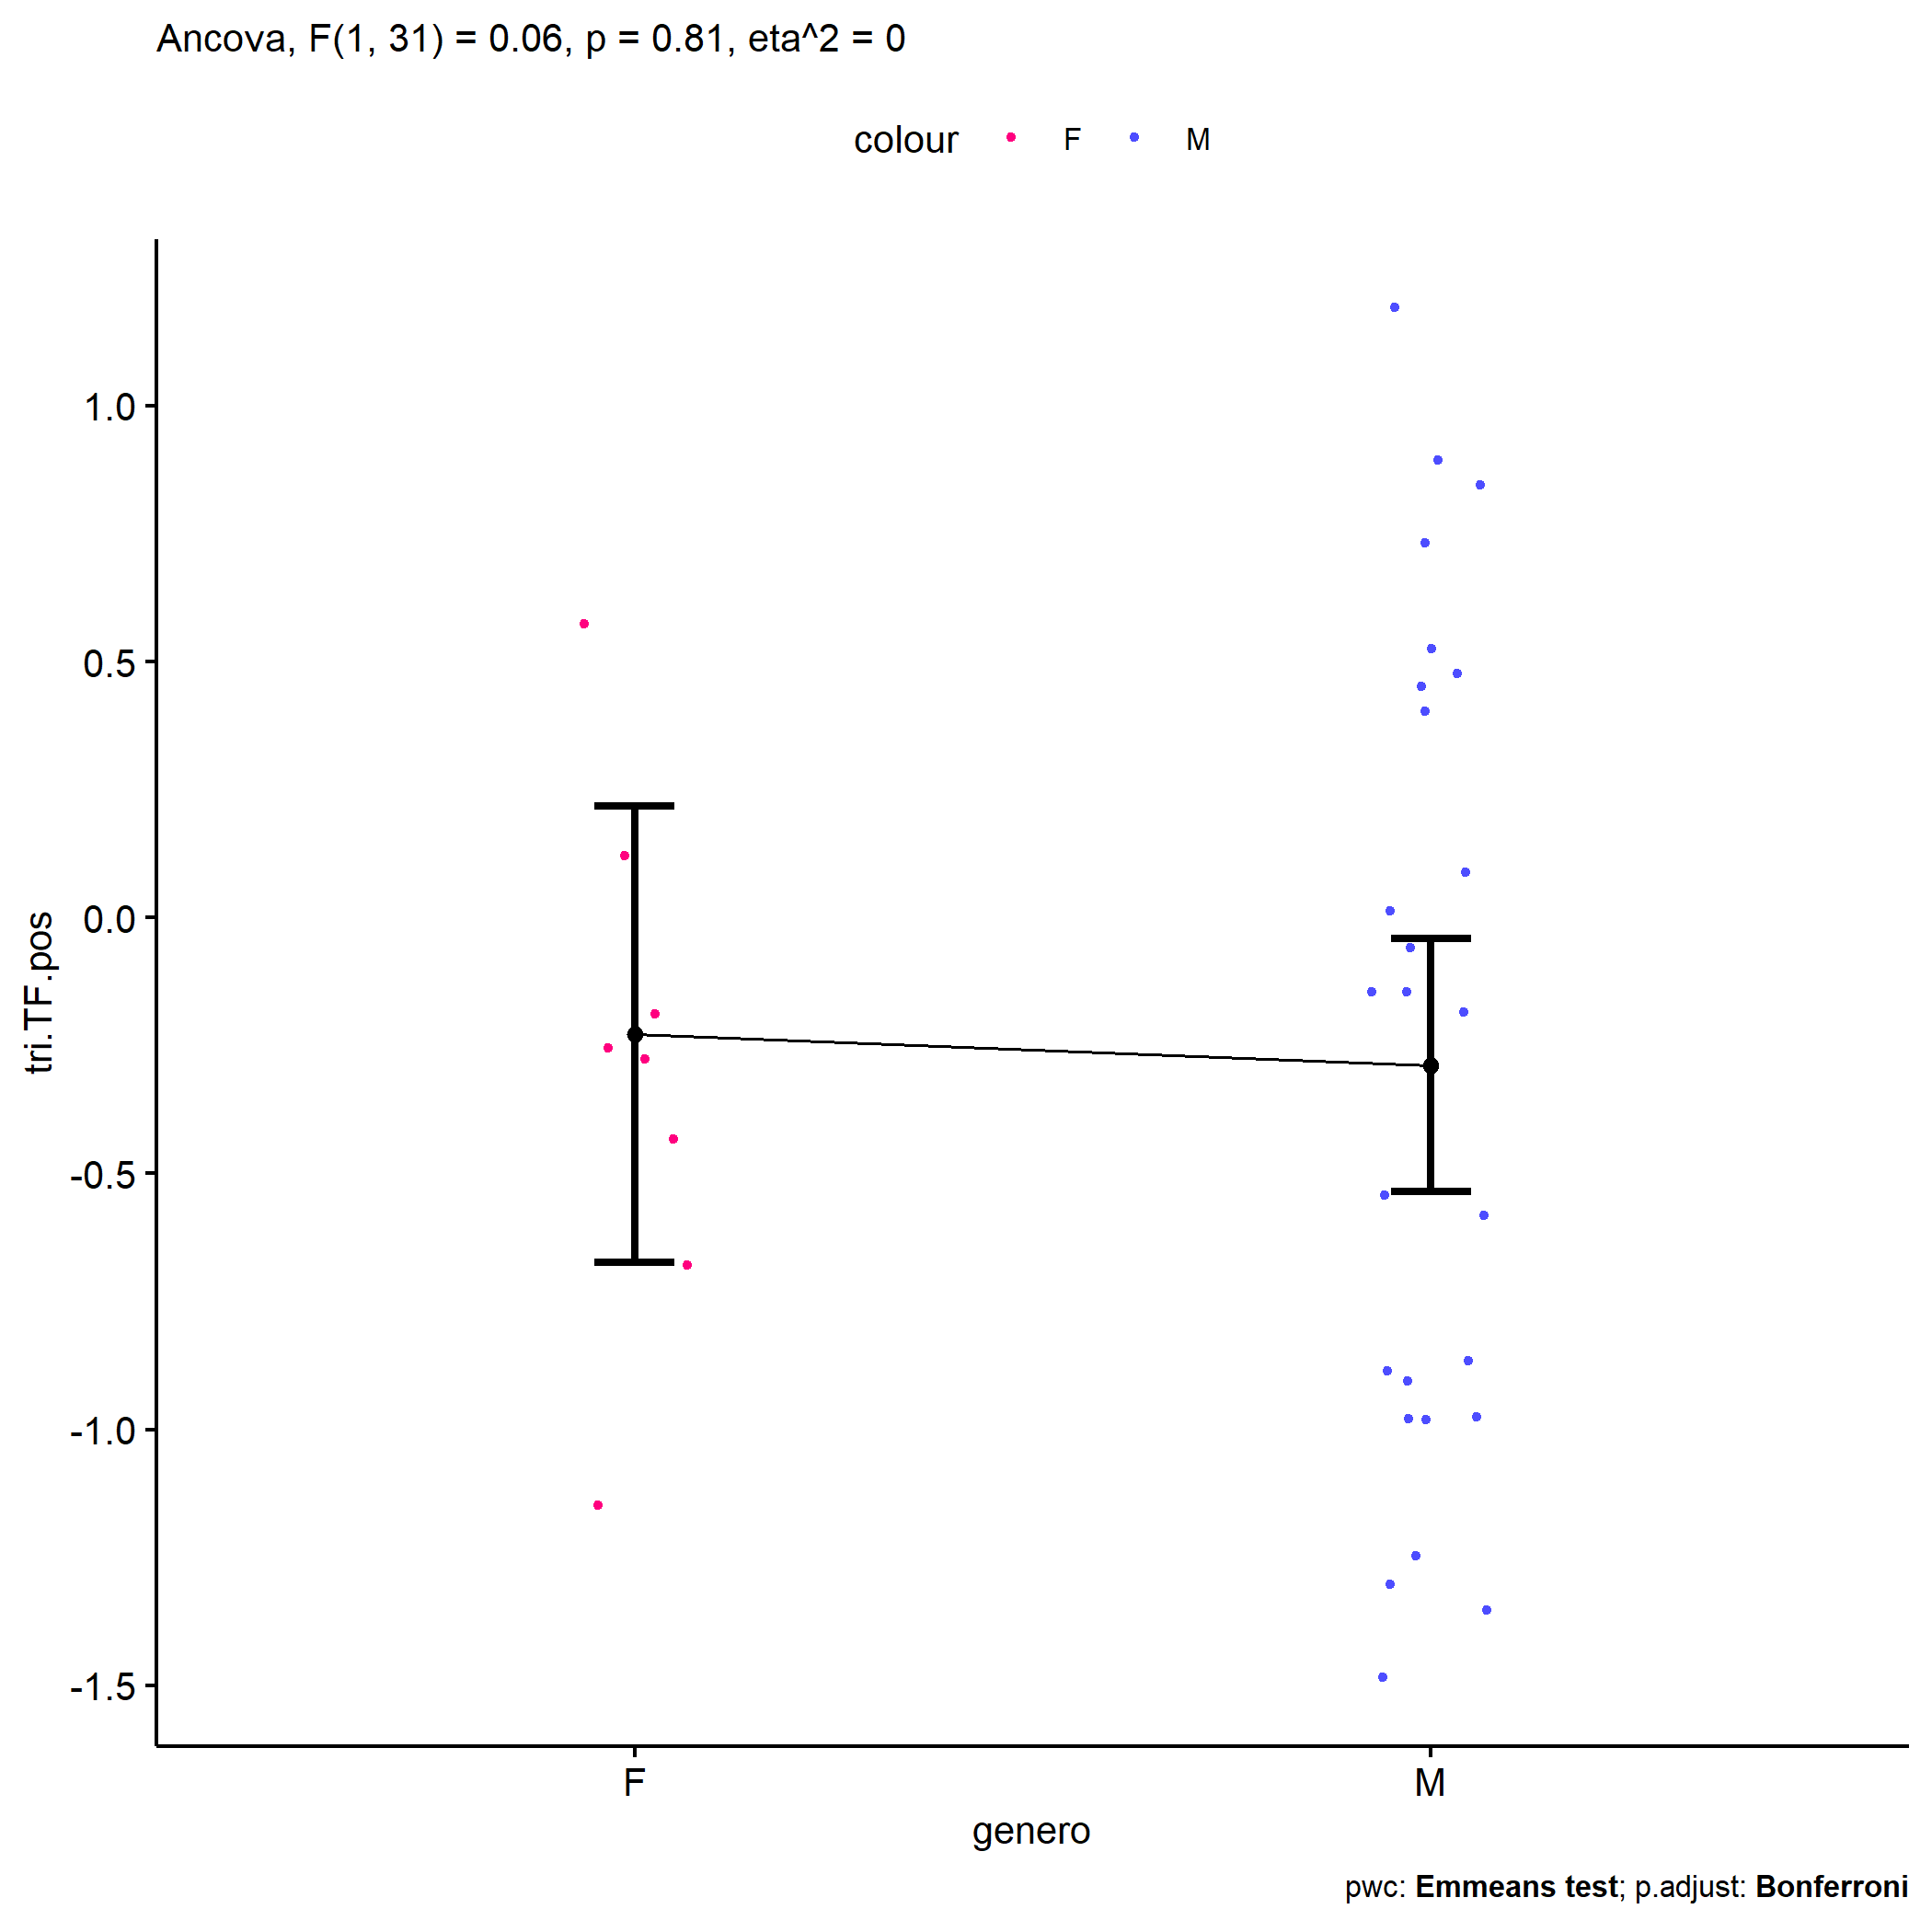 Ancova, F(1, 31) = 0.06, p = 0.81, eta^2 = 0
colour F M
tri.TF.pos
1.0
0.5
0.0
-0.5
-1.0
-1.5
F M
genero
pwc: Emmeans test; p.adjust: Bonferroni